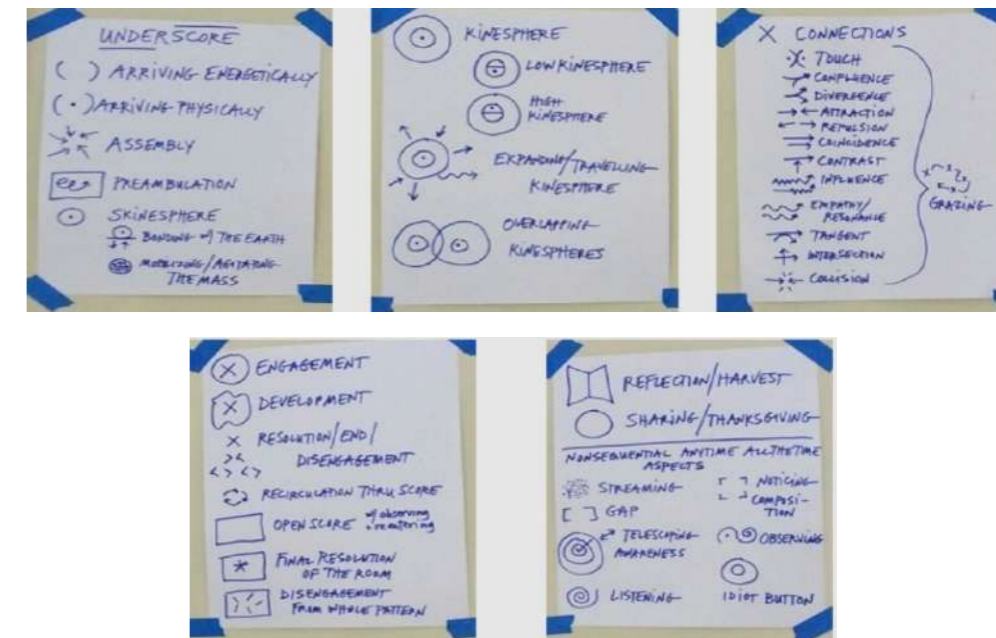 UNDERSCORE
( ) ARRIVING ENERGETICALLY
( • ) ARRIVING PHYSICALLY
ASSEMBLY
PREAMBULATION
SKINESPHERE
BONDING w/ THE EARTH
MOBILIZING/AGITATING
THE MASS
KINESPHERE
LOW KINESPHERE
HIGH
KINESPHERE
EXPANDING/TRAVELLING
KINESPHERE
OVERLAPPING
KINESPHERES
X CONNECTIONS
TOUCH
CONFLUENCE
DIVERGENCE
ATTRACTION
REPULSION
COINCIDENCE
CONTRAST
INFLUENCE
EMPATHY/
RESONANCE
TANGENT
INTERSECTION
COLLISION
GRAZING
ENGAGEMENT
DEVELOPMENT
X RESOLUTION/END/
DISENGAGEMENT
RECIRCULATION THRU SCORE
OPEN SCORE w/ observing
+ reentering
FINAL RESOLUTION
OF THE ROOM
DISENGAGEMENT
FROM WHOLE PATTERN
REFLECTION/HARVEST
SHARING/THANKSGIVING
NONSEQUENTIAL ANYTIME ALLTHETIME
ASPECTS
STREAMING
[ ] GAP
TELESCOPING
AWARENESS
LISTENING
NOTICING
COMPOSI-
TION
OBSERVING
IDIOT BUTTON